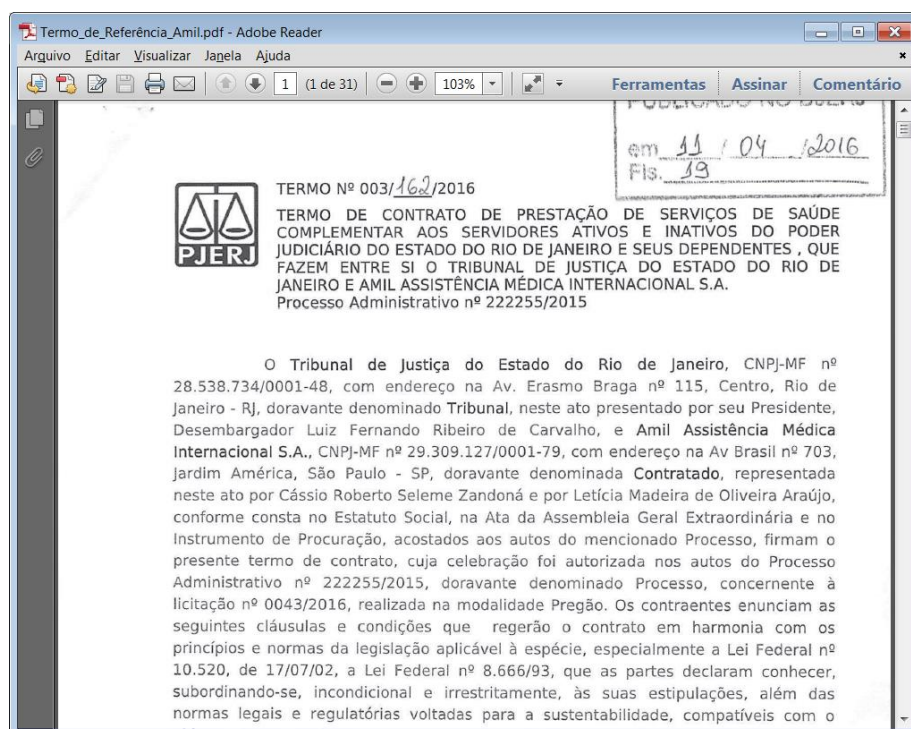 Termo_de_Referência_Amil.pdf - Adobe Reader
Arquivo Editar Visualizar Janela Ajuda
1 (1 de 31) 103% Ferramentas Assinar Comentário
PUBLICADO NO DJERJ
em 11 / 04 /2016
Fls. 19
TERMO Nº 003/162/2016
TERMO DE CONTRATO DE PRESTAÇÃO DE SERVIÇOS DE SAÚDE
COMPLEMENTAR AOS SERVIDORES ATIVOS E INATIVOS DO PODER
JUDICIÁRIO DO ESTADO DO RIO DE JANEIRO E SEUS DEPENDENTES , QUE
FAZEM ENTRE SI O TRIBUNAL DE JUSTIÇA DO ESTADO DO RIO DE
JANEIRO E AMIL ASSISTÊNCIA MÉDICA INTERNACIONAL S.A.
Processo Administrativo nº 222255/2015
PJERJ
O Tribunal de Justiça do Estado do Rio de Janeiro, CNPJ-MF nº
28.538.734/0001-48, com endereço na Av. Erasmo Braga nº 115, Centro, Rio de
Janeiro - RJ, doravante denominado Tribunal, neste ato presentado por seu Presidente,
Desembargador Luiz Fernando Ribeiro de Carvalho, e Amil Assistência Médica
Internacional S.A., CNPJ-MF nº 29.309.127/0001-79, com endereço na Av Brasil nº 703,
Jardim América, São Paulo - SP, doravante denominada Contratado, representada
neste ato por Cássio Roberto Seleme Zandoná e por Letícia Madeira de Oliveira Araújo,
conforme consta no Estatuto Social, na Ata da Assembleia Geral Extraordinária e no
Instrumento de Procuração, acostados aos autos do mencionado Processo, firmam o
presente termo de contrato, cuja celebração foi autorizada nos autos do Processo
Administrativo nº 222255/2015, doravante denominado Processo, concernente à
licitação nº 0043/2016, realizada na modalidade Pregão. Os contraentes enunciam as
seguintes cláusulas e condições que regerão o contrato em harmonia com os
princípios e normas da legislação aplicável à espécie, especialmente a Lei Federal nº
10.520, de 17/07/02, a Lei Federal nº 8.666/93, que as partes declaram conhecer,
subordinando-se, incondicional e irrestritamente, às suas estipulações, além das
normas legais e regulatórias voltadas para a sustentabilidade, compatíveis com o